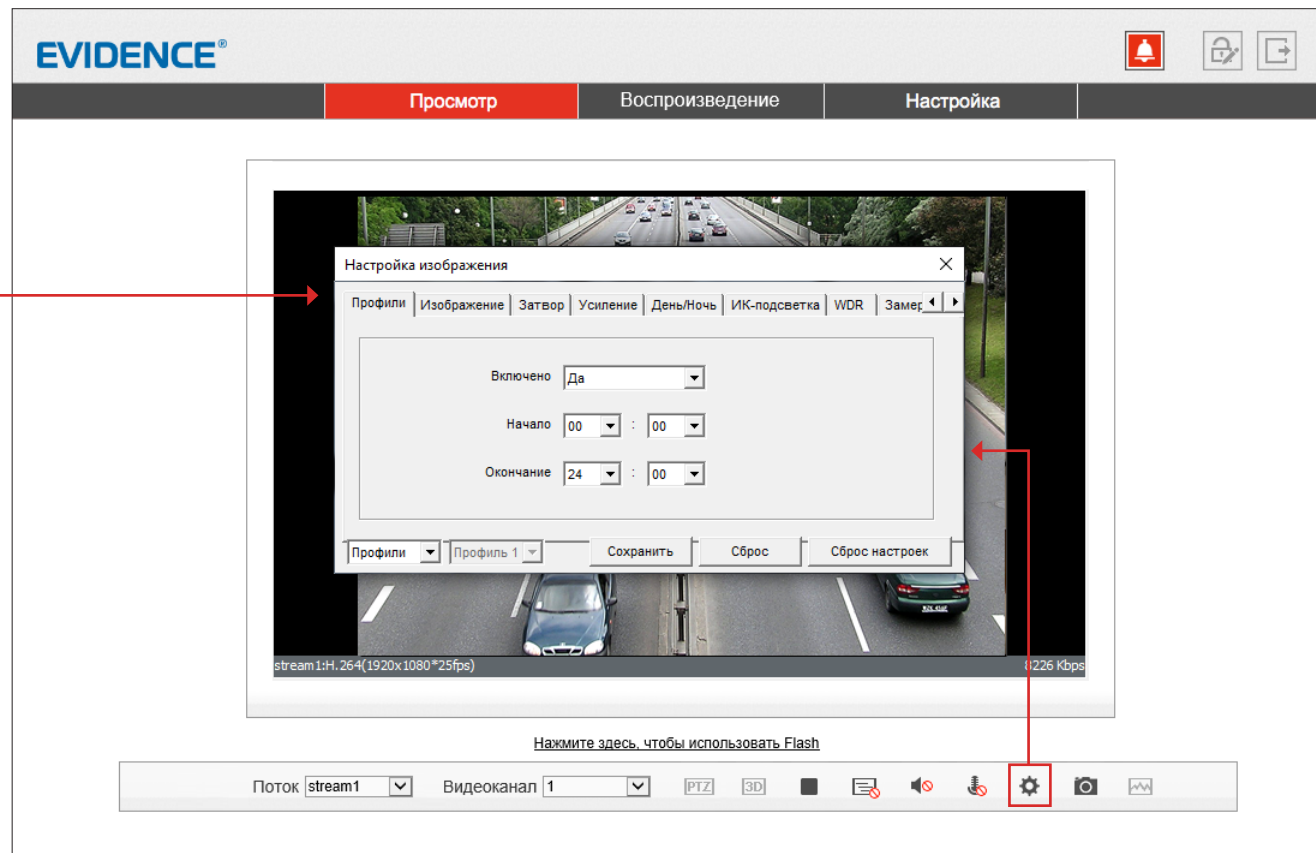 EVIDENCE®
Просмотр Воспроизведение Настройка
Настройка изображения
Профили Изображение Затвор Усиление День/Ночь ИК-подсветка WDR Замер
Включено Да
Начало 00 : 00
Окончание 24 : 00
Профили Профиль 1 Сохранить Сброс Сброс настроек
stream1:H.264(1920x1080*25fps) 8226 Kbps
Нажмите здесь, чтобы использовать Flash
Поток stream1 Видеоканал 1 PTZ 3D